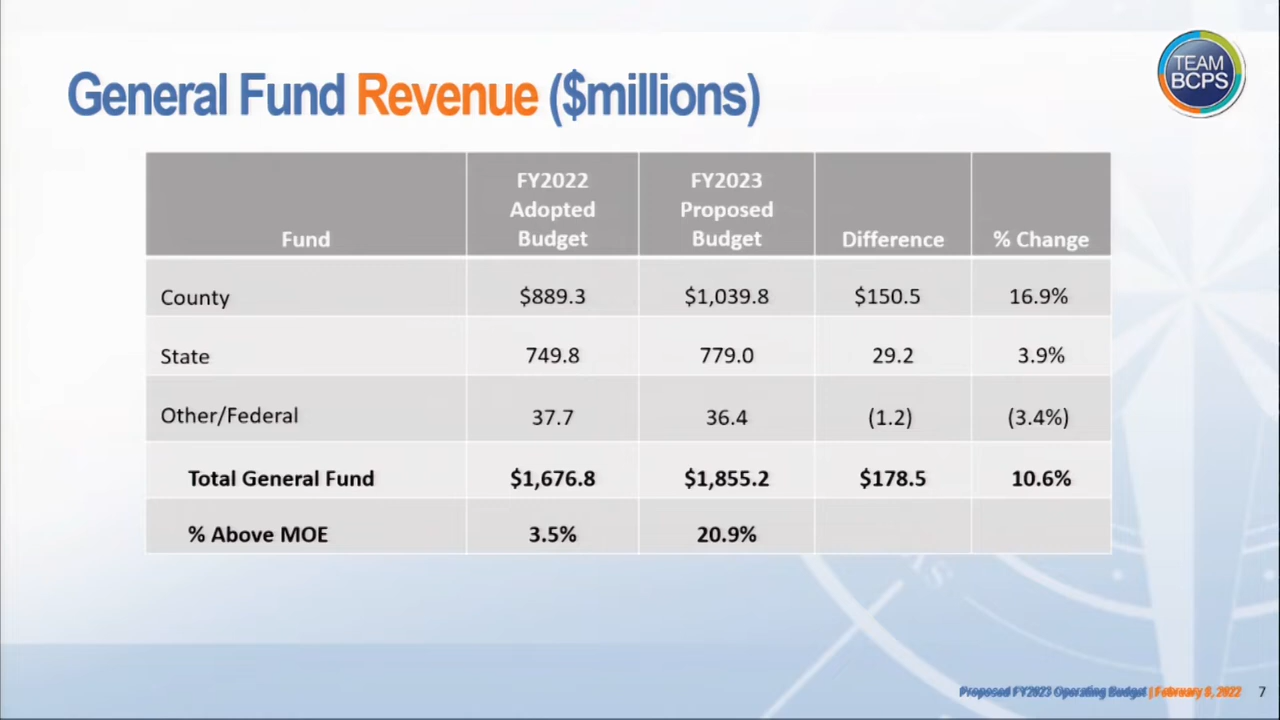 General Fund Revenue ($millions)
TEAM
BCPS
Fund
FY2022
Adopted
Budget
FY2023
Proposed
Budget
Difference
% Change
County $889.3 $1,039.8 $150.5 16.9%
State 749.8 779.0 29.2 3.9%
Other/Federal 37.7 36.4 (1.2) (3.4%)
Total General Fund $1,676.8 $1,855.2 $178.5 10.6%
% Above MOE 3.5% 20.9%
Proposed FY2023 Operating Budget | February 8, 2022 7